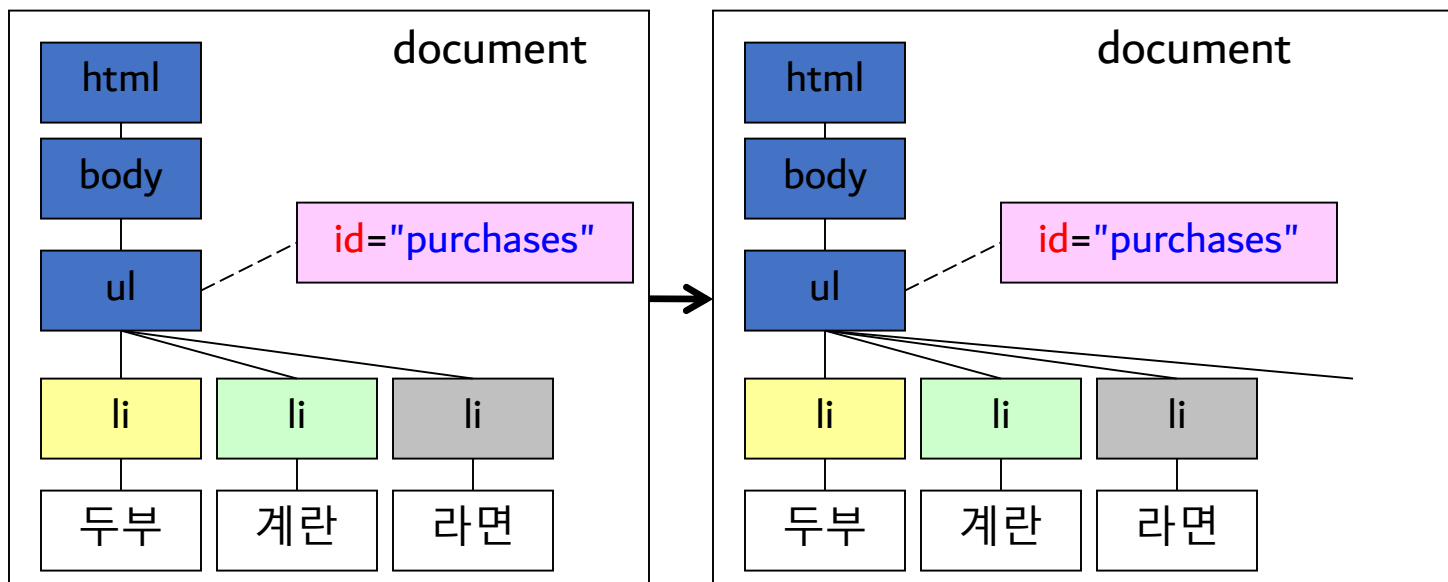 document
html
body
id="purchases"
ul
li li li
두부 계란 라면
document
html
body
id="purchases"
ul
li li li
두부 계란 라면